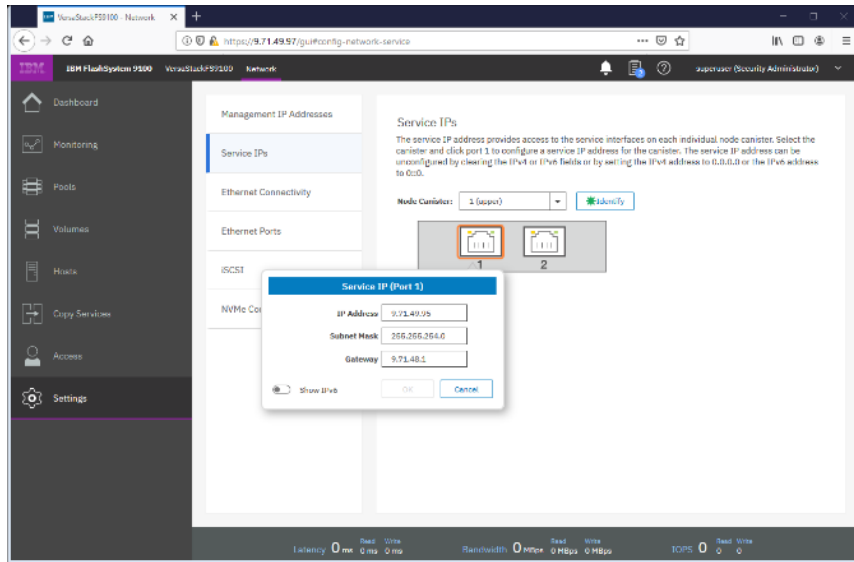 VersaStackFS9100 - Network
https://9.71.49.97/gui#config-network-service
IBM
IBM FlashSystem 9100 VersaStackFS9100 Network
superuser (Security Administrator)
Dashboard
Monitoring
Pools
Volumes
Hosts
Copy Services
Access
Settings
Management IP Addresses
Service IPs
Ethernet Connectivity
Ethernet Ports
iSCSI
NVMe Co
Service IPs
The service IP address provides access to the service interfaces on each individual node canister. Select the
canister and click port 1 to configure a service IP address for the canister. The service IP address can be
unconfigured by clearing the IPv4 or IPv6 fields or by setting the IPv4 address to 0.0.0.0 or the IPv6 address
to 0::0.
Node Canister: 1 (upper) Identify
1 2
Service IP (Port 1)
IP Address 9.71.49.95
Subnet Mask 255.255.254.0
Gateway 9.71.48.1
Show IPv6 OK Cancel
Latency 0 ms Read 0 ms Write 0 ms Bandwidth 0 MBps Read 0 MBps Write 0 MBps IOPS 0 Read 0 Write 0